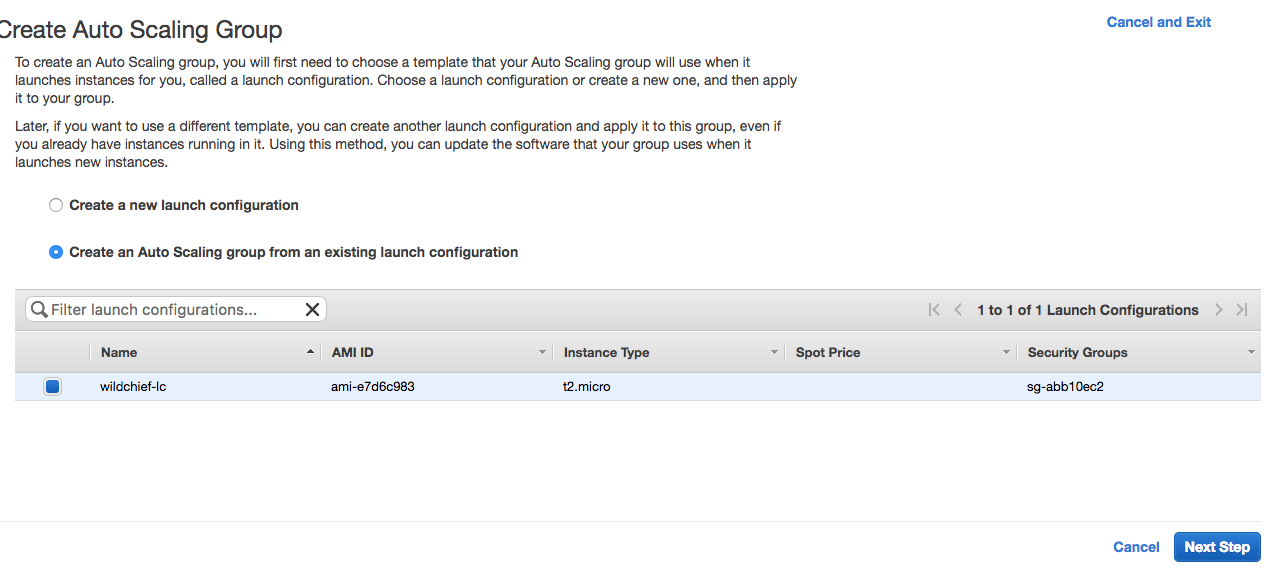 Create Auto Scaling Group
Cancel and Exit
To create an Auto Scaling group, you will first need to choose a template that your Auto Scaling group will use when it
launches instances for you, called a launch configuration. Choose a launch configuration or create a new one, and then apply
it to your group.
Later, if you want to use a different template, you can create another launch configuration and apply it to this group, even if
you already have instances running in it. Using this method, you can update the software that your group uses when it
launches new instances.
Create a new launch configuration
Create an Auto Scaling group from an existing launch configuration
Filter launch configurations...
1 to 1 of 1 Launch Configurations
Name AMI ID Instance Type Spot Price Security Groups
wildchief-lc ami-e7d6c983 t2.micro sg-abb10ec2
Cancel Next Step